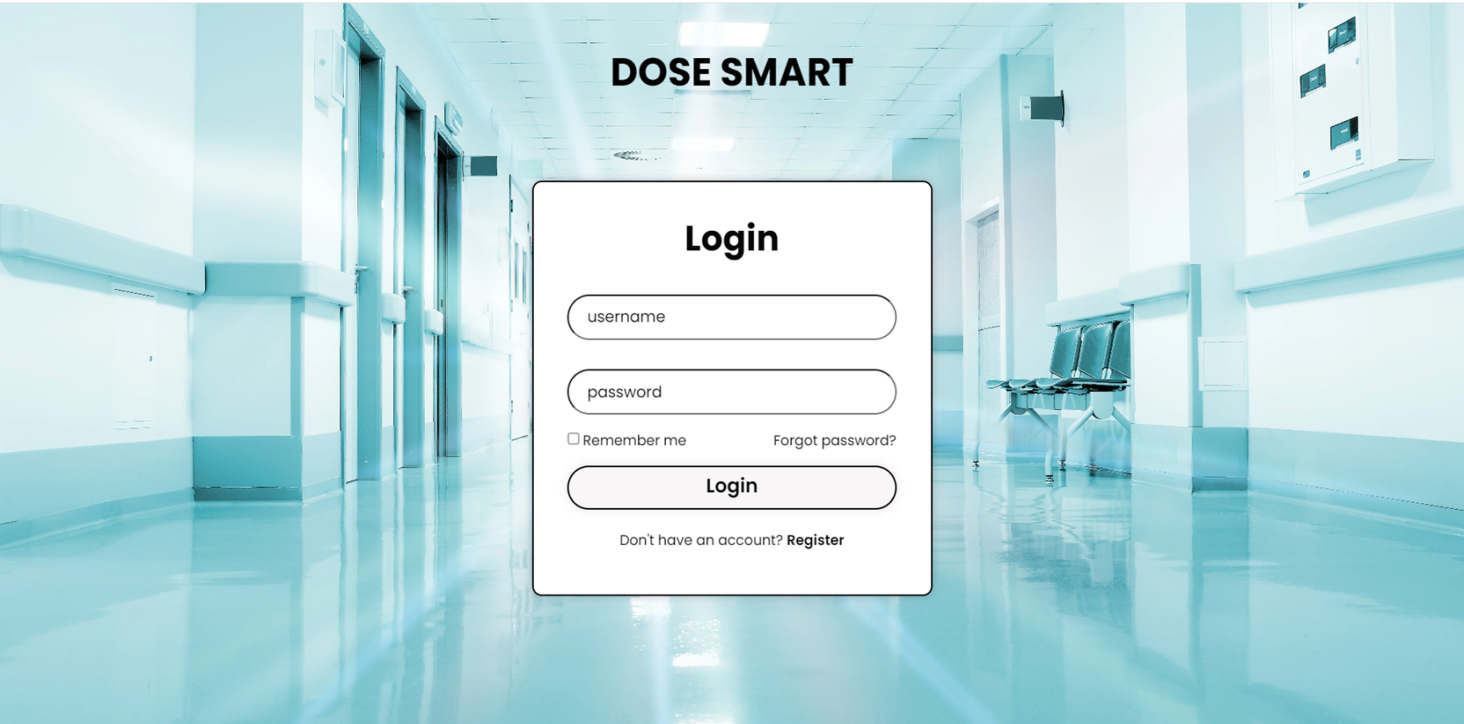 DOSE SMART
Login
username
password
Remember me Forgot password?
Login
Don't have an account? Register